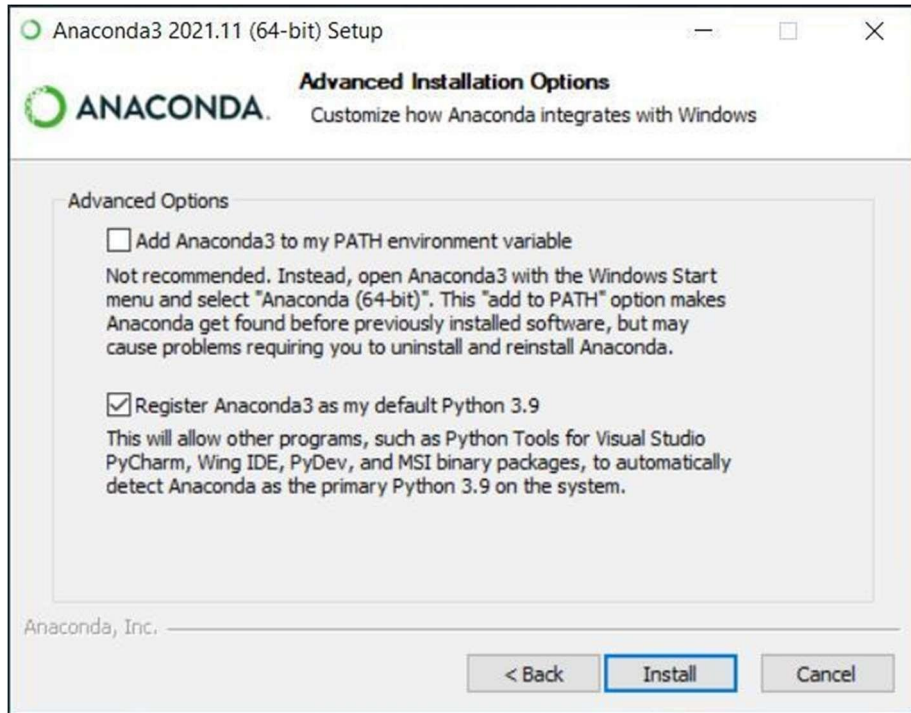 Anaconda3 2021.11 (64-bit) Setup
ANACONDA.
Advanced Installation Options
Customize how Anaconda integrates with Windows
Advanced Options
Add Anaconda3 to my PATH environment variable
Not recommended. Instead, open Anaconda3 with the Windows Start
menu and select "Anaconda (64-bit)". This "add to PATH" option makes
Anaconda get found before previously installed software, but may
cause problems requiring you to uninstall and reinstall Anaconda.
Register Anaconda3 as my default Python 3.9
This will allow other programs, such as Python Tools for Visual Studio
PyCharm, Wing IDE, PyDev, and MSI binary packages, to automatically
detect Anaconda as the primary Python 3.9 on the system.
Anaconda, Inc.
< Back
Install
Cancel